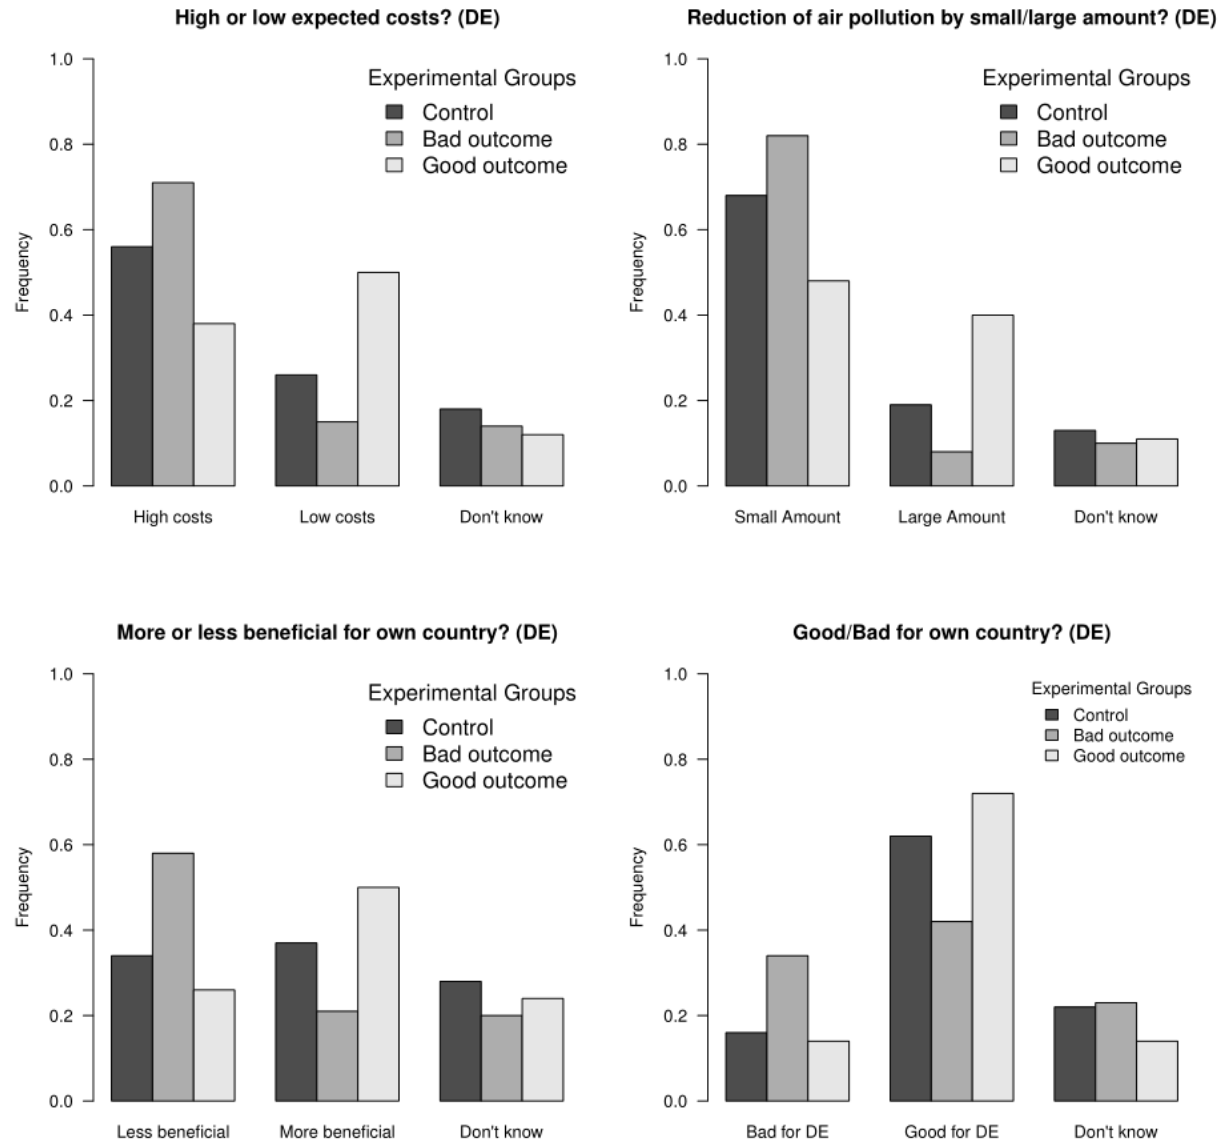 High or low expected costs? (DE)
Frequency
1.0
0.8
0.6
0.4
0.2
0.0
Experimental Groups
Control
Bad outcome
Good outcome
High costs
Low costs
Don't know
Reduction of air pollution by small/large amount? (DE)
Frequency
1.0
0.8
0.6
0.4
0.2
0.0
Experimental Groups
Control
Bad outcome
Good outcome
Small Amount
Large Amount
Don't know
More or less beneficial for own country? (DE)
Frequency
1.0
0.8
0.6
0.4
0.2
0.0
Experimental Groups
Control
Bad outcome
Good outcome
Less beneficial
More beneficial
Don't know
Good/Bad for own country? (DE)
Frequency
1.0
0.8
0.6
0.4
0.2
0.0
Experimental Groups
Control
Bad outcome
Good outcome
Bad for DE
Good for DE
Don't know